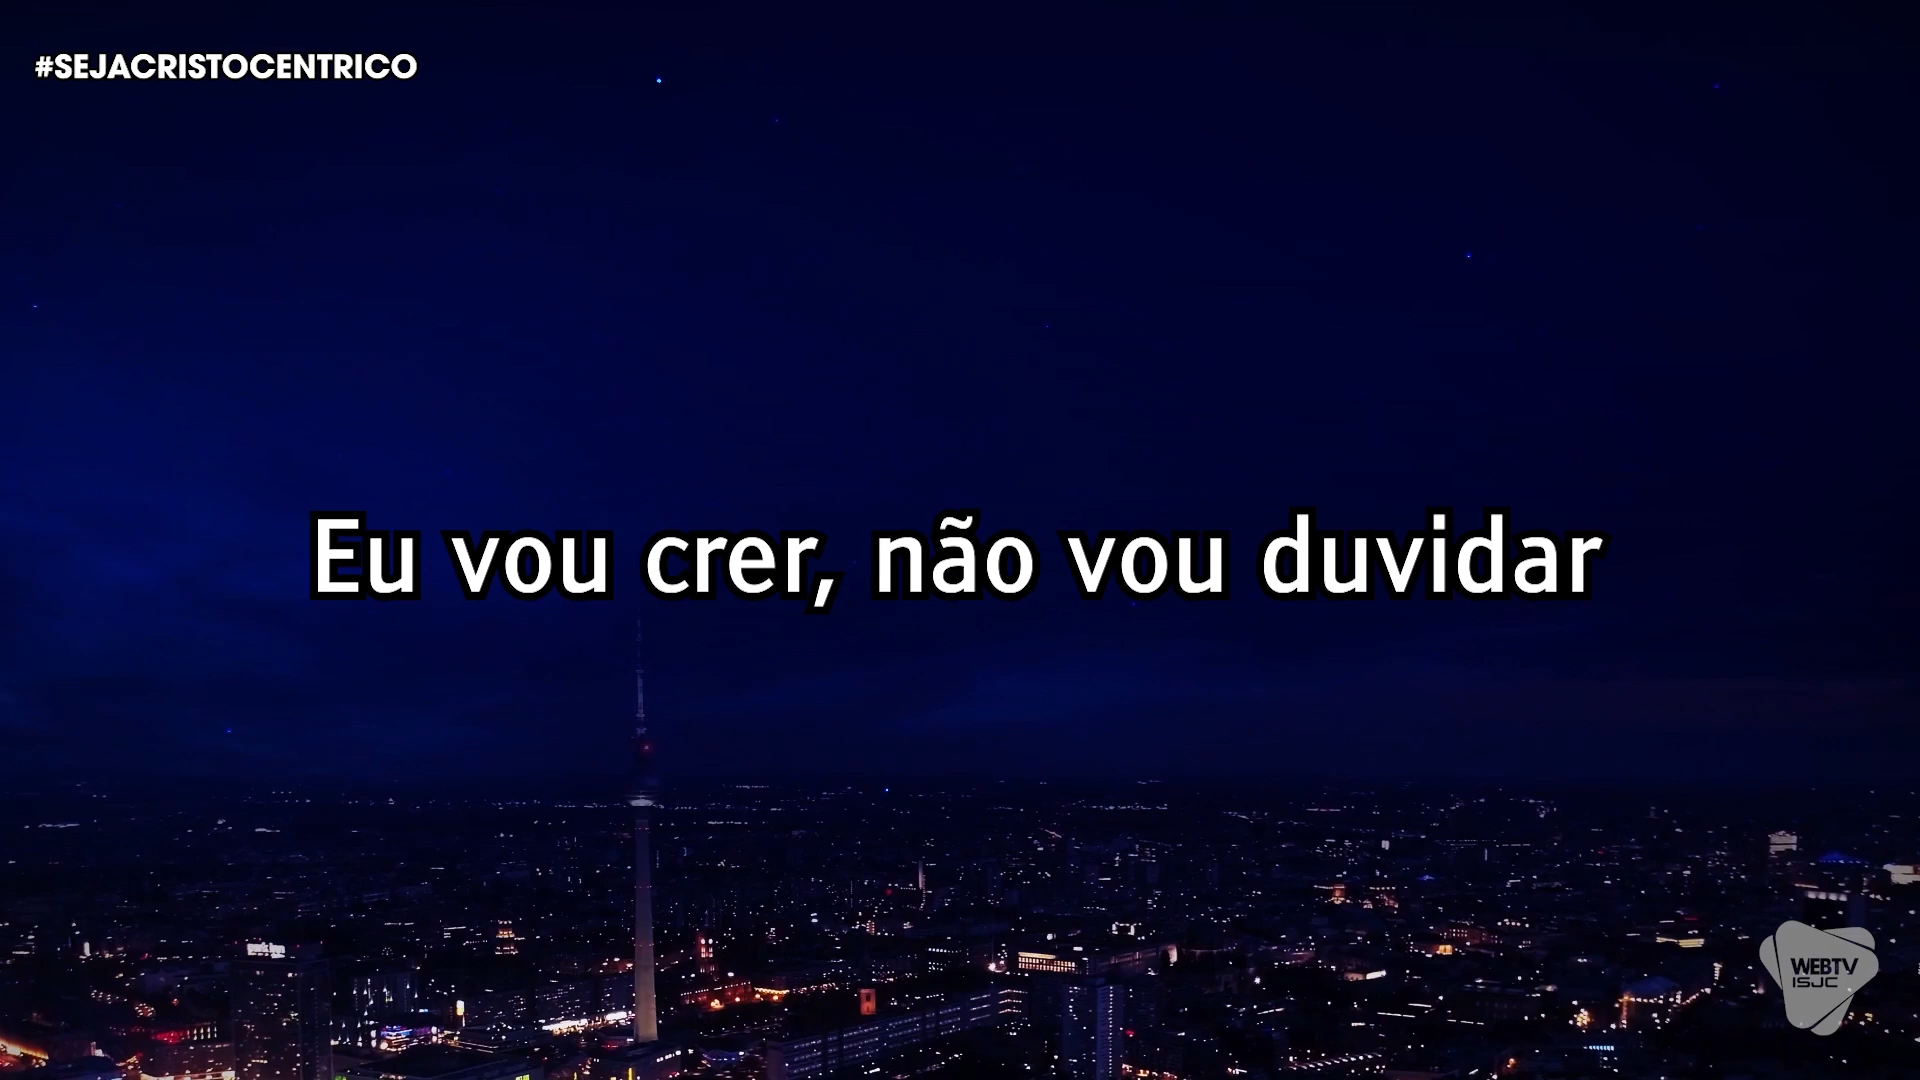 #SEJACRISTOCENTRICO
Eu vou crer, não vou duvidar
WEBTV
ISJC